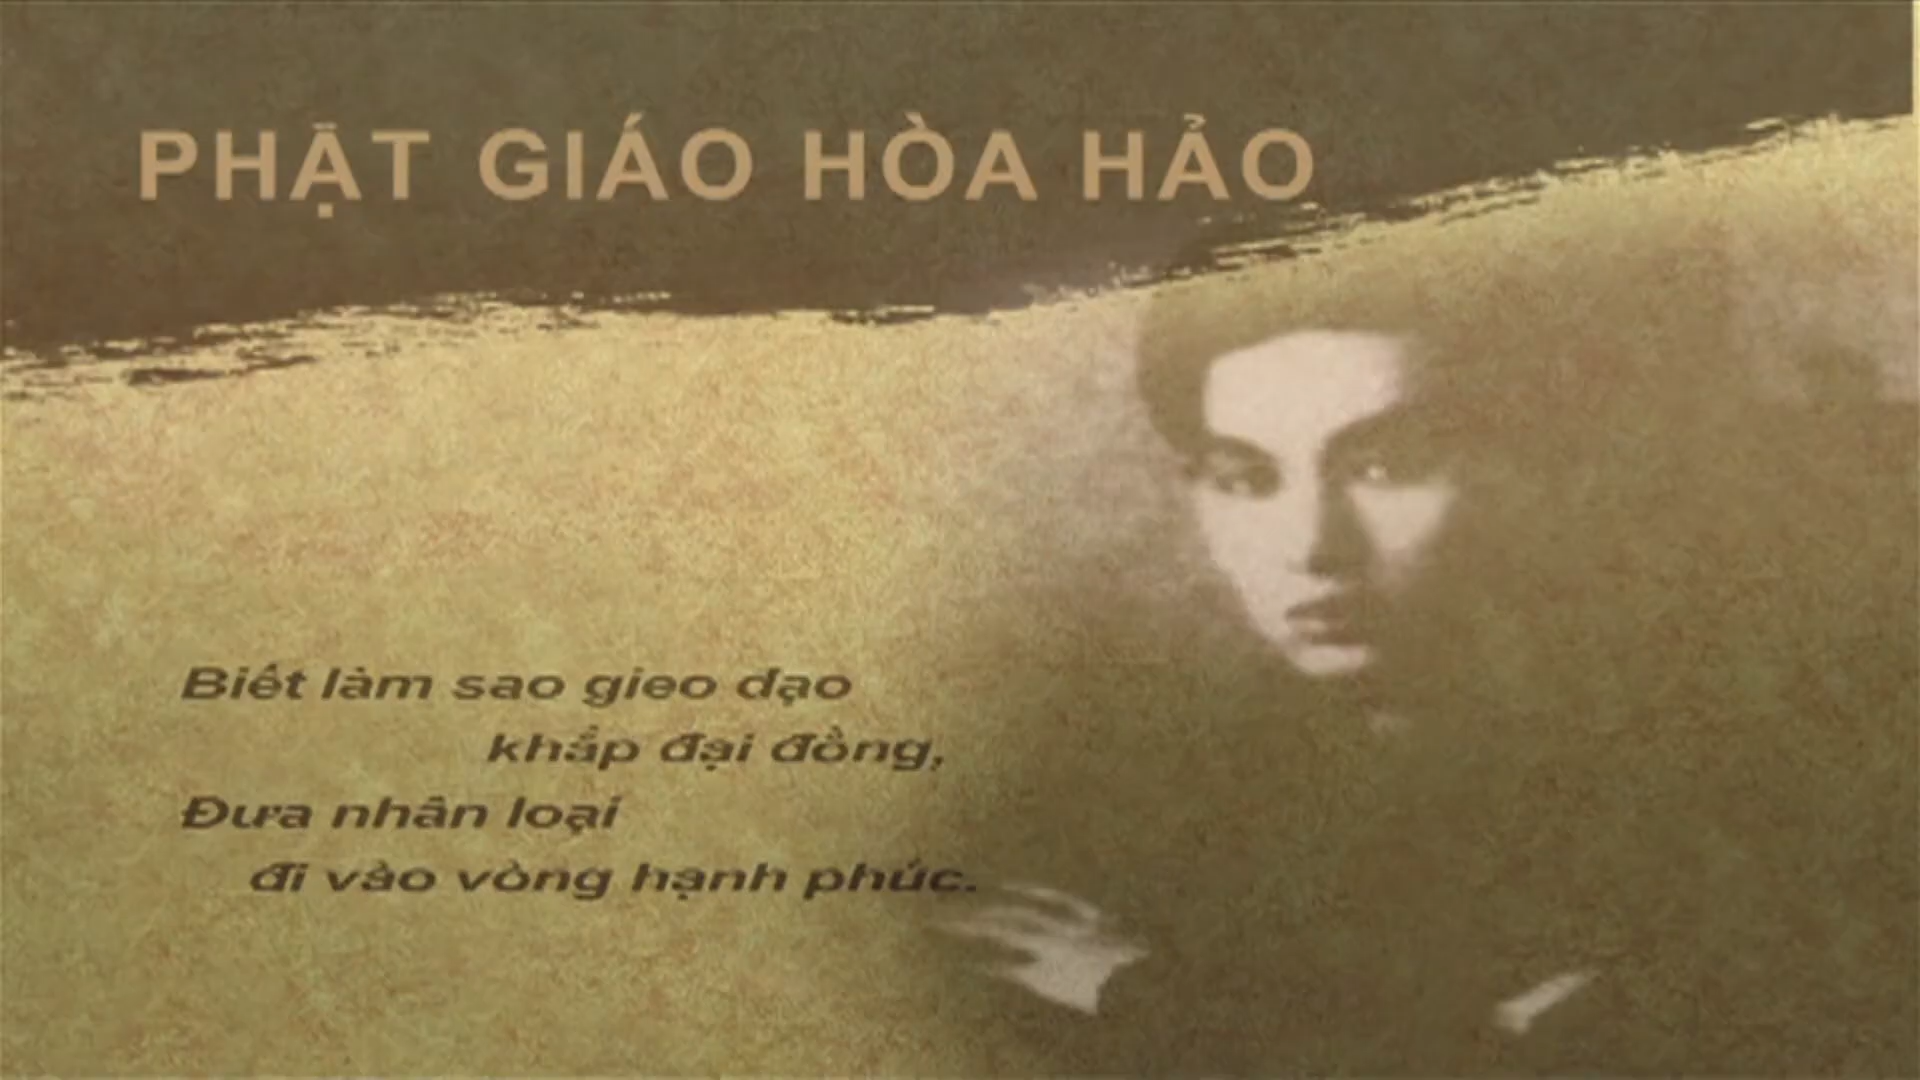 PHẬT GIÁO HÒA HẢO
Biết làm sao gieo đạo
khắp đại đồng,
Đưa nhân loại
đi vào vòng hạnh phúc.